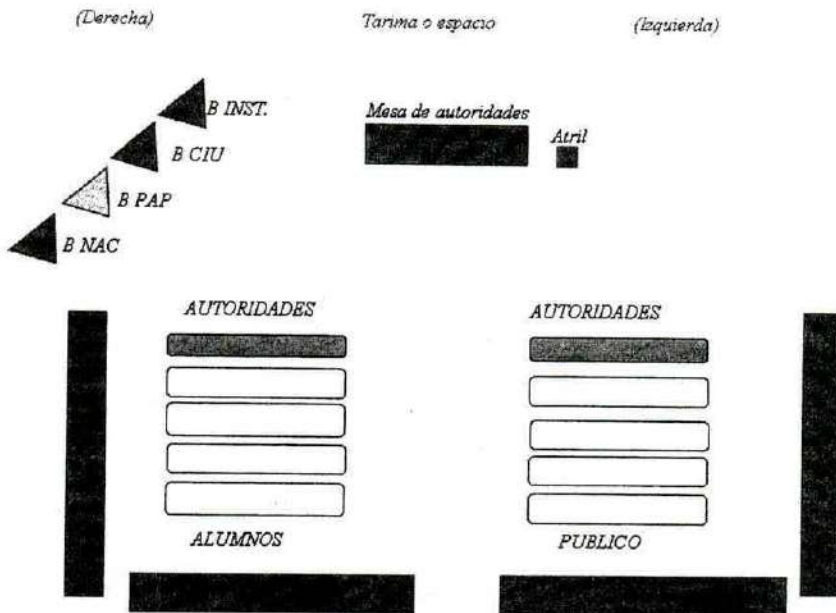 (Derecha) Tarima o espacio (Izquierda)
B INST. Mesa de autoridades
Atril
B CIU
B PAP
B NAC
AUTORIDADES AUTORIDADES
ALUMNOS PUBLICO